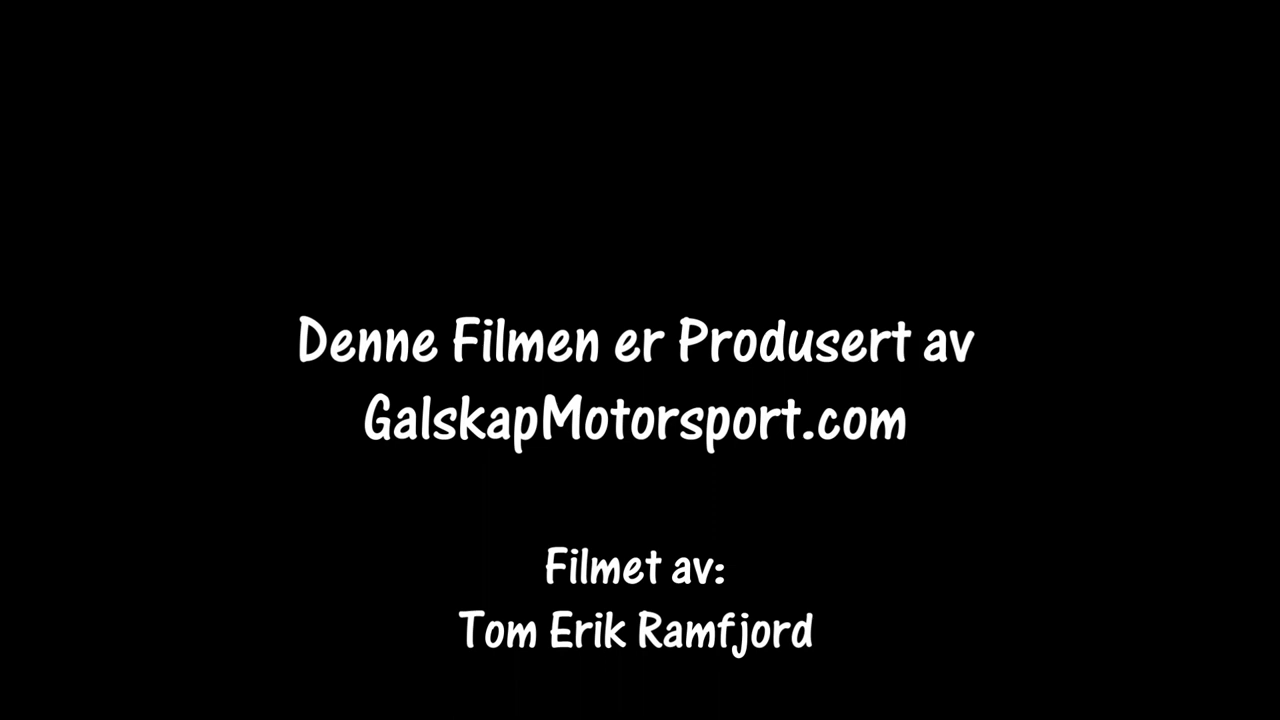 Denne Filmen er Produsert av
GalskapMotorsport.com
Filmet av:
Tom Erik Ramfjord